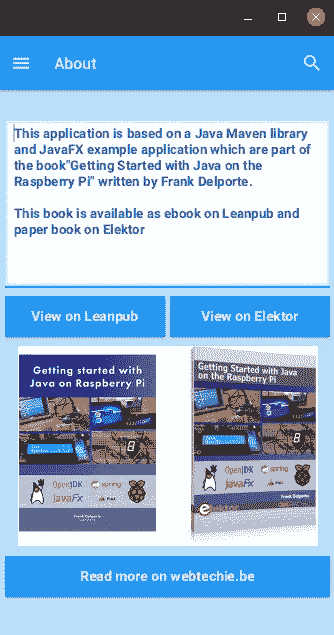 About
This application is based on a Java Maven library
and JavaFX example application which are part of
the book"Getting Started with Java on the
Raspberry Pi" written by Frank Delporte.
This book is available as ebook on Leanpub and
paper book on Elektor
View on Leanpub
View on Elektor
Getting started with
Java on Raspberry Pi
OpenJDK
spring
JavaFX
Frank Delporte
Getting Started with Java
on the Raspberry Pi
OpenJDK
spring
JavaFX
Frank Delporte
elektor
Read more on webtechie.be